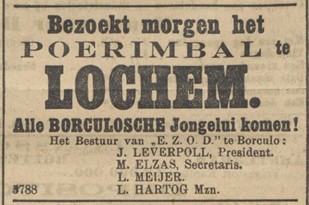 Bezoekt morgen het
POERIMBAL te
LOCHEM.
Alle BORCULOSCHE Jongelui komen!
Het Bestuur van „E. Z. O. D.” te Borculo:
J. LEVERPOLL, President.
M. ELZAS, Secretaris.
L. MEIJER.
5788 L. HARTOG Mzn.